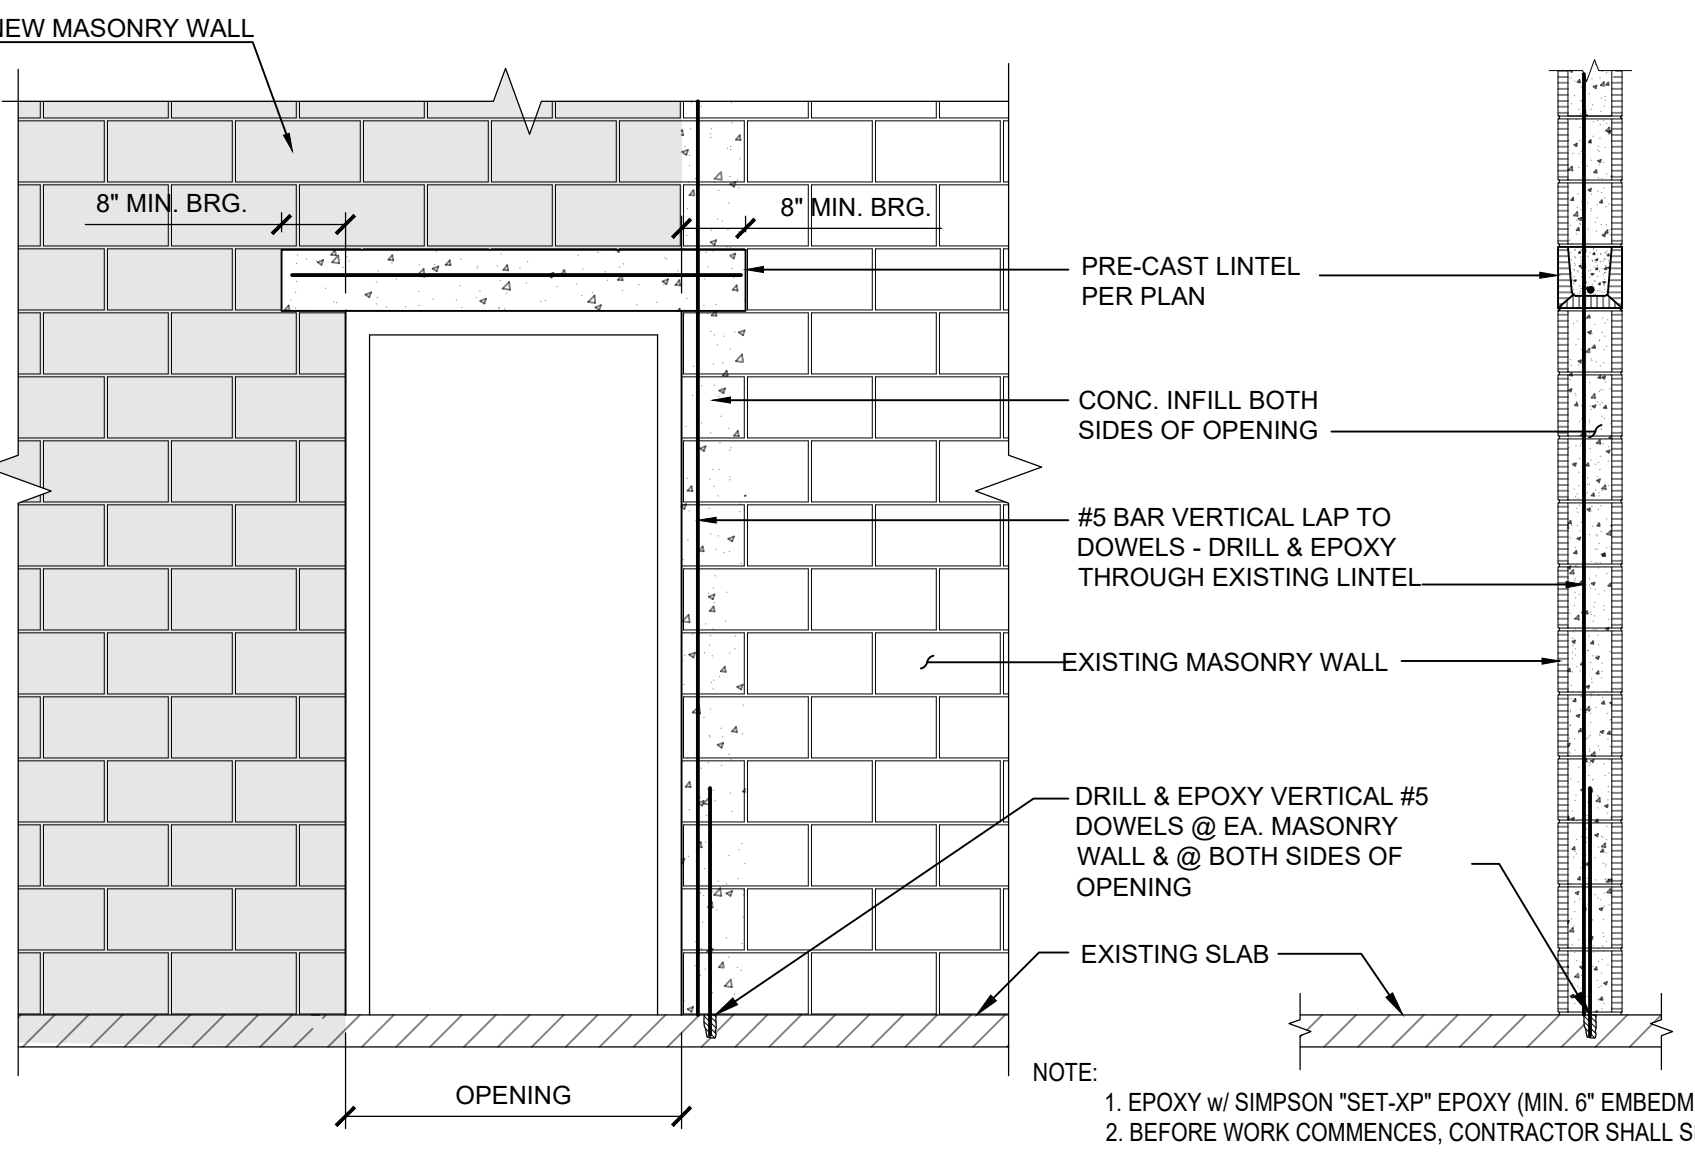 NEW MASONRY WALL
8" MIN. BRG.
8" MIN. BRG.
PRE-CAST LINTEL
PER PLAN
CONC. INFILL BOTH
SIDES OF OPENING
#5 BAR VERTICAL LAP TO
DOWELS - DRILL & EPOXY
THROUGH EXISTING LINTEL
EXISTING MASONRY WALL
DRILL & EPOXY VERTICAL #5
DOWELS @ EA. MASONRY
WALL & @ BOTH SIDES OF
OPENING
EXISTING SLAB
OPENING
NOTE:
1. EPOXY w/ SIMPSON "SET-XP" EPOXY (MIN. 6" EMBEDM
2. BEFORE WORK COMMENCES, CONTRACTOR SHALL